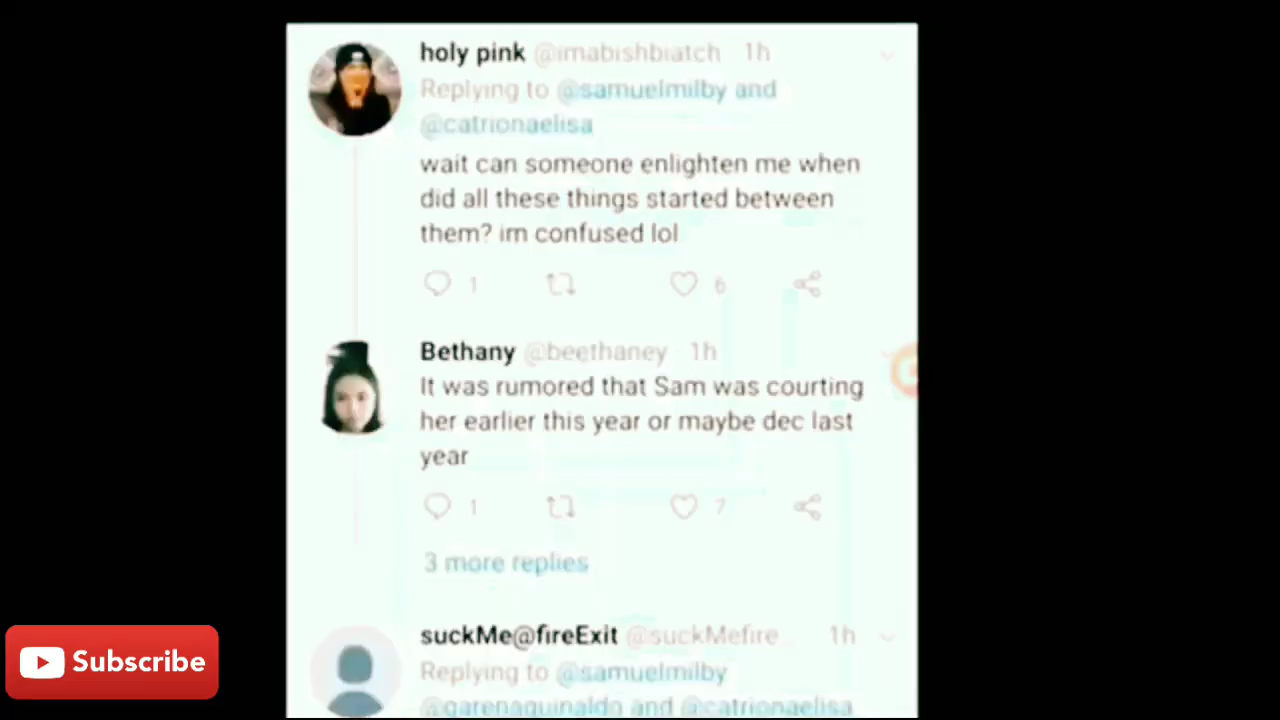 holy pink @imabishbiatch 1h
Replying to @samuelmilby and
@catrionaelisa
wait can someone enlighten me when
did all these things started between
them? im confused lol
1 6
Bethany @beethaney 1h
It was rumored that Sam was courting
her earlier this year or maybe dec last
year
1 7
3 more replies
suckMe@fireExit @suckMefire... 1h
Replying to @samuelmilby
@garenaguinaldo and @catrionaelisa
Subscribe